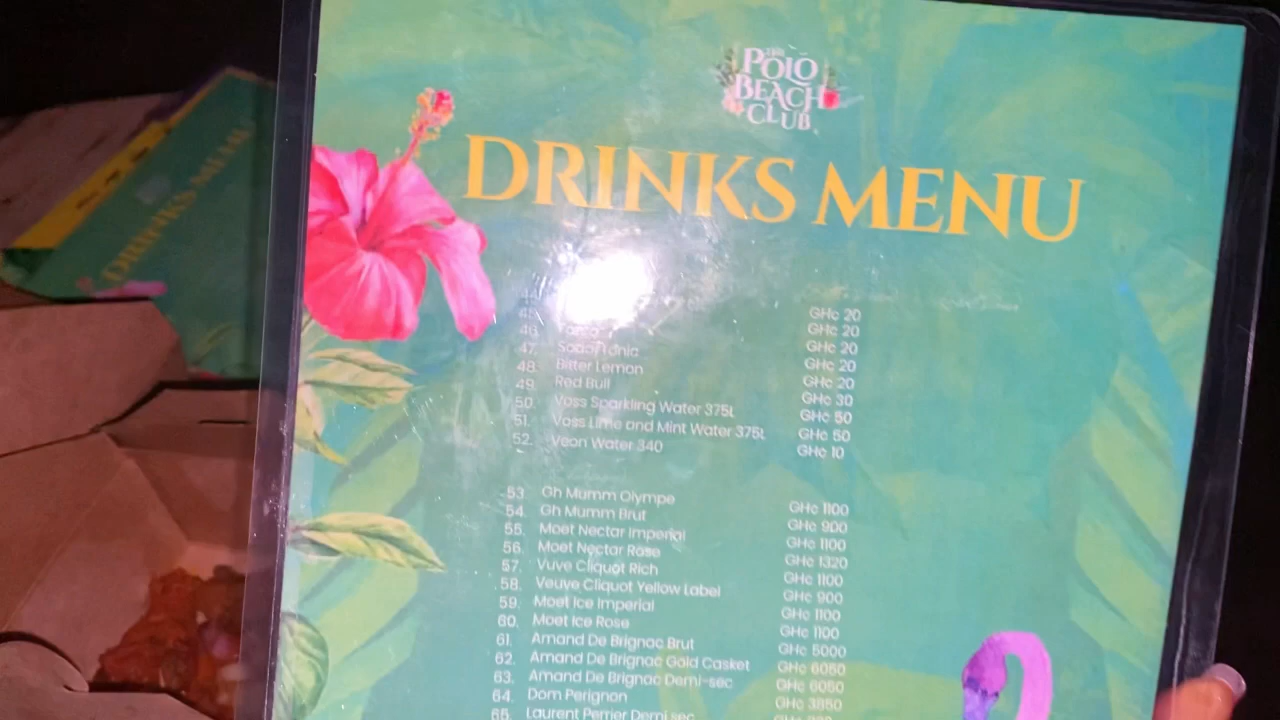 THE
POLO
BEACH
CLUB
DRINKS MENU
DRINKS MENU
GHc 20
45. GHc 20
46. GHc 20
47. Soda/Tonic GHc 20
48. Bitter Lemon GHc 20
49. Red Bull GHc 30
50. Voss Sparkling Water 375L GHc 50
51. Voss Lime and Mint Water 375L GHc 50
52. Veon Water 340 GHc 10
53. Gh Mumm Olympe GHc 1100
54. Gh Mumm Brut GHc 900
55. Moet Nectar Imperial GHc 1100
56. Moet Nectar Rose GHc 1320
57. Vuve Cliquot Rich GHc 1100
58. Veuve Cliquot Yellow Label GHc 900
59. Moet Ice Imperial GHc 1100
60. Moet Ice Rose GHc 1100
61. Amand De Brignac Brut GHc 5000
62. Amand De Brignac Gold Casket GHc 6050
63. Amand De Brignac Demi-sec GHc 6050
64. Dom Perignon GHc 3850
65. Laurent Perrier Demi sec